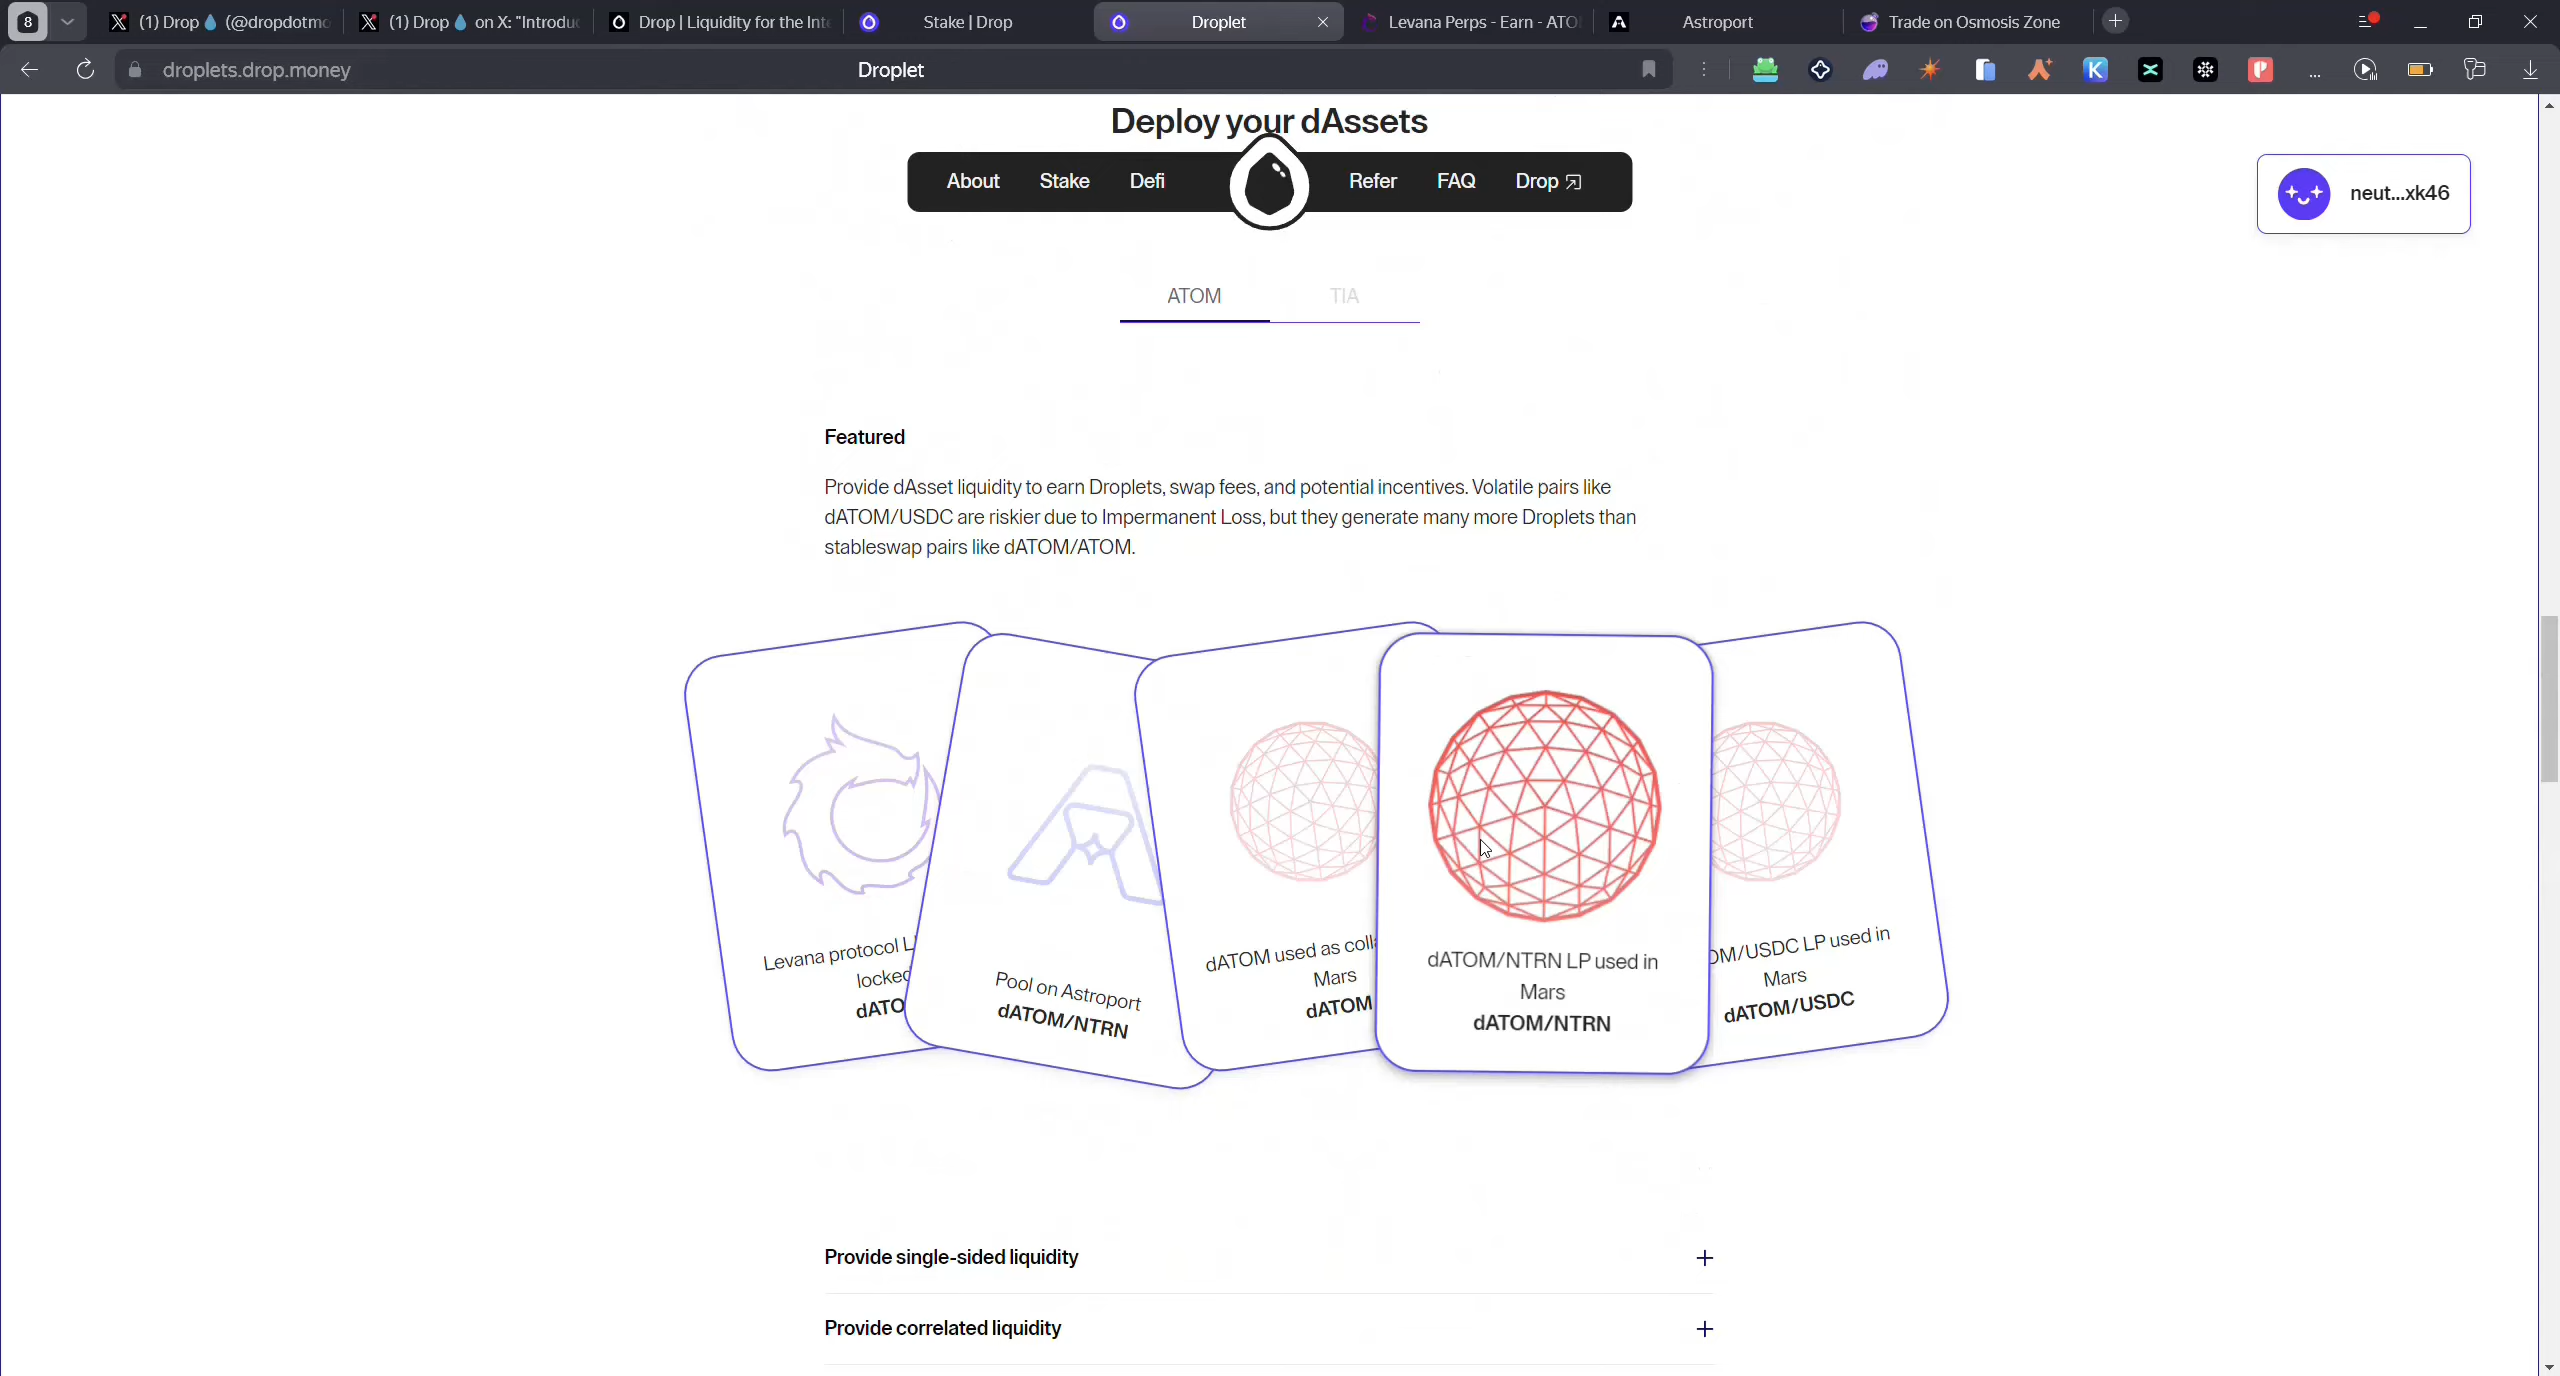 8
(1) Drop💧 (@dropdotmo
(1) Drop💧 on X: "Introdu
Drop | Liquidity for the Inte
Stake | Drop
Droplet
Levana Perps - Earn - ATO
Astroport
Trade on Osmosis Zone
droplets.drop.money
Droplet
Deploy your dAssets
About
Stake
Defi
Refer
FAQ
Drop
neut...xk46
ATOM
TIA
Featured
Provide dAsset liquidity to earn Droplets, swap fees, and potential incentives. Volatile pairs like
dATOM/USDC are riskier due to Impermanent Loss, but they generate many more Droplets than
stableswap pairs like dATOM/ATOM.
Levana protocol L
locked
dATO
Pool on Astroport
dATOM/NTRN
dATOM used as colla
Mars
dATOM
dATOM/NTRN LP used in
Mars
dATOM/NTRN
OM/USDC LP used in
Mars
dATOM/USDC
Provide single-sided liquidity
Provide correlated liquidity